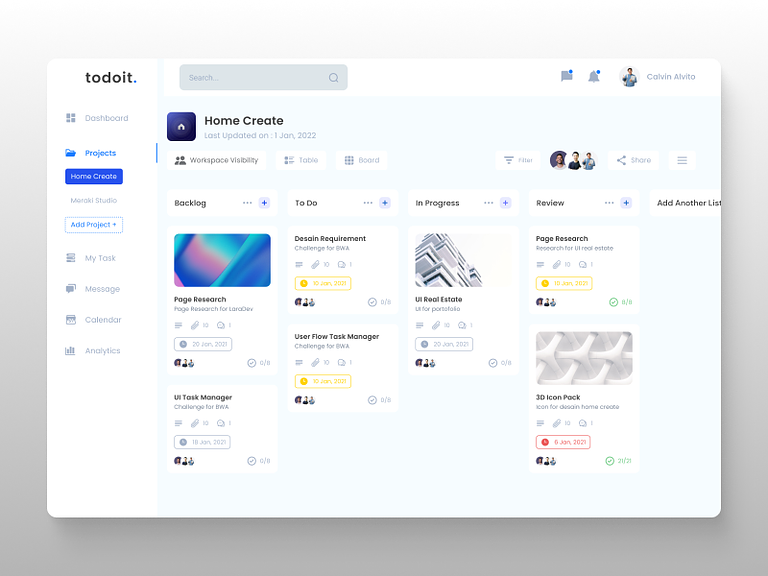 todoit.
Search...
Calvin Alvito
Dashboard
Projects
Home Create
Meraki Studio
Add Project +
My Task
Message
Calendar
Analytics
Home Create
Last Updated on : 1 Jan, 2022
Workspace Visibility
Table
Board
Filter
Share
Backlog
Page Research
Page Research for LaraDev
10 1
20 Jan, 2021
0/8
UI Task Manager
Challenge for BWA
10 1
18 Jan, 2021
0/8
To Do
Desain Requirement
Challenge for BWA
10 1
10 Jan, 2021
0/8
User Flow Task Manager
Challenge for BWA
10 1
10 Jan, 2021
0/8
In Progress
UI Real Estate
UI for portofolio
10 1
20 Jan, 2021
0/8
Review
Page Research
Research for UI real estate
10 1
10 Jan, 2021
0/8
3D Icon Pack
Icon for desain home create
10 1
6 Jan, 2021
21/21
Add Another List